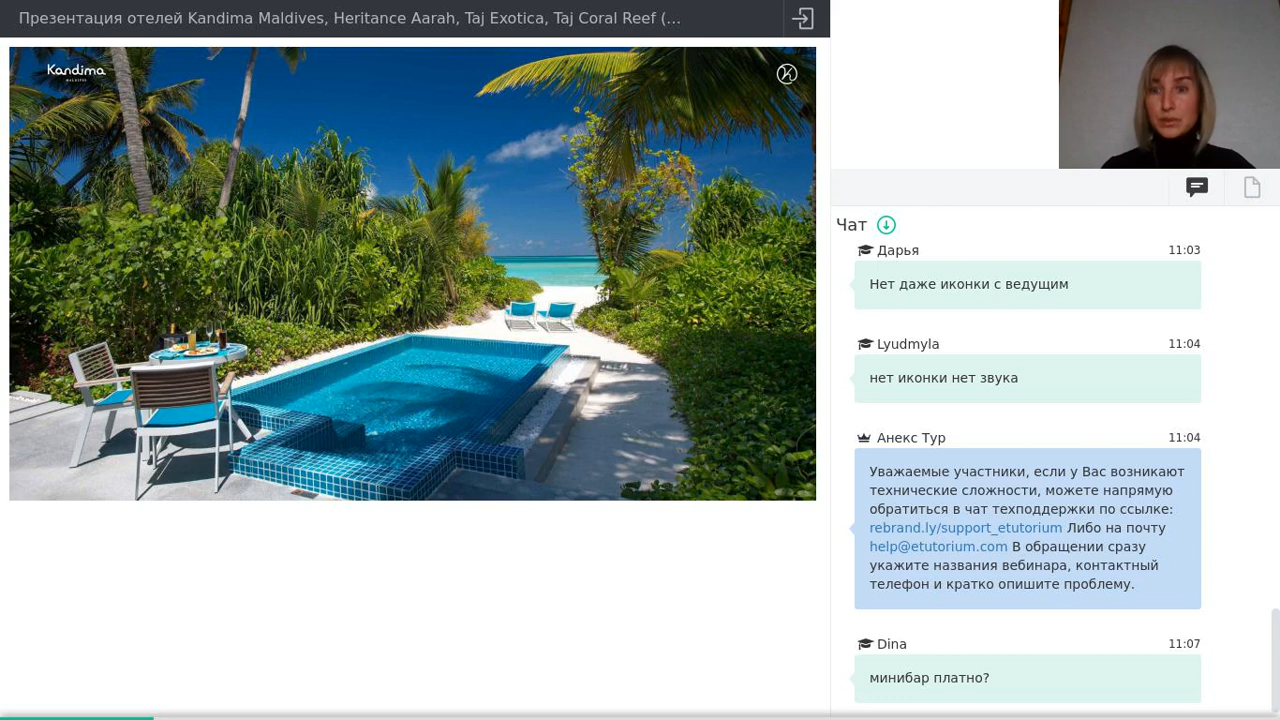 Презентация отелей Kandima Maldives, Heritance Aarah, Taj Exotica, Taj Coral Reef (...
Kandima
MALDIVES
Чат
Дарья 11:03
Нет даже иконки с ведущим
Lyudmyla 11:04
нет иконки нет звука
Анекс Тур 11:04
Уважаемые участники, если у Вас возникают
технические сложности, можете напрямую
обратиться в чат техподдержки по ссылке:
rebrand.ly/support_etutorium Либо на почту
help@etutorium.com В обращении сразу
укажите названия вебинара, контактный
телефон и кратко опишите проблему.
Dina 11:07
минибар платно?